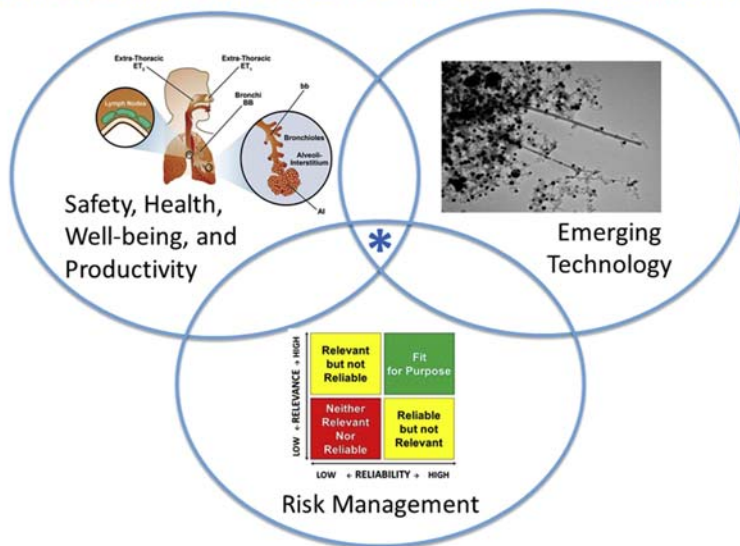 Extra-Thoracic
ET2
Extra-Thoracic
ET1
Lymph Nodes
Bronchi
BB
bb
Bronchioles
Alveoli-
Interstitium
AI
Safety, Health,
Well-being, and
Productivity
Emerging
Technology
*
LOW + RELEVANCE + HIGH
Relevant
but not
Reliable
Fit
for Purpose
Neither
Relevant
Nor
Reliable
Reliable
but not
Relevant
LOW + RELIABILITY + HIGH
Risk Management